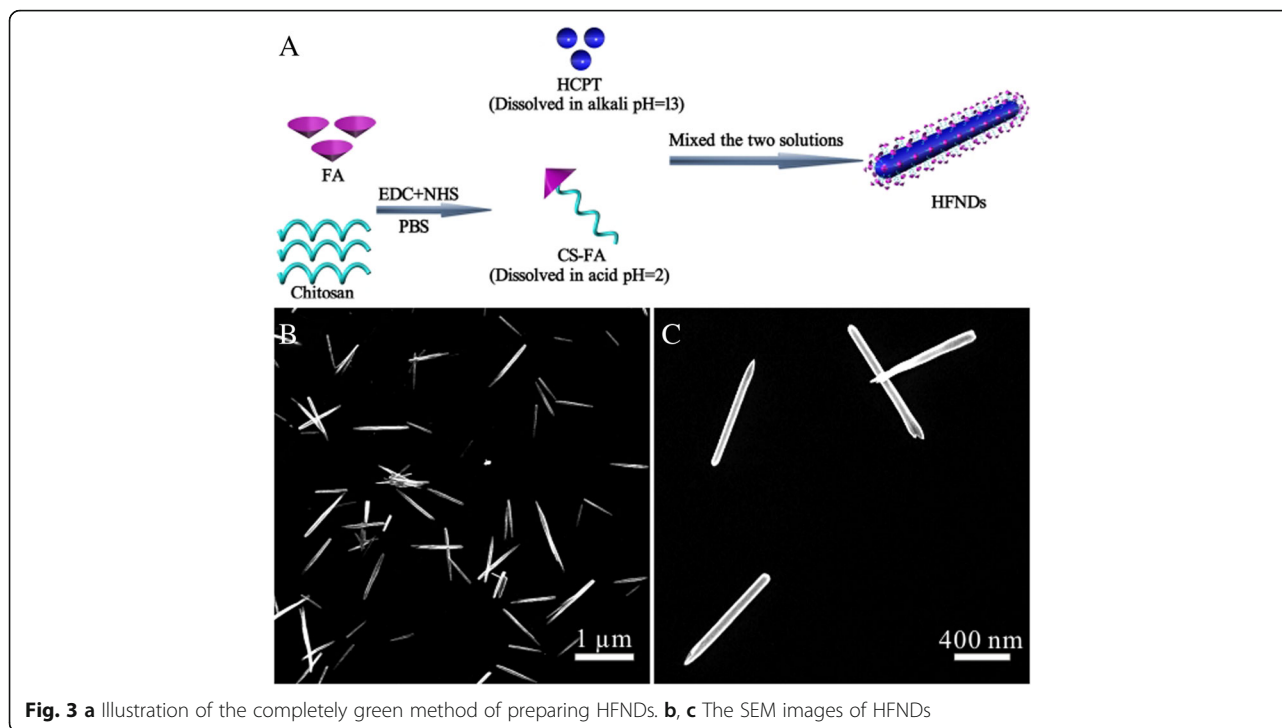 A
HCPT
(Dissolved in alkali pH=13)
FA
Mixed the two solutions
EDC+NHS
PBS
HFNDs
CS-FA
(Dissolved in acid pH=2)
Chitosan
B
1 μm
C
400 nm
Fig. 3 a Illustration of the completely green method of preparing HFNDs. b, c The SEM images of HFNDs